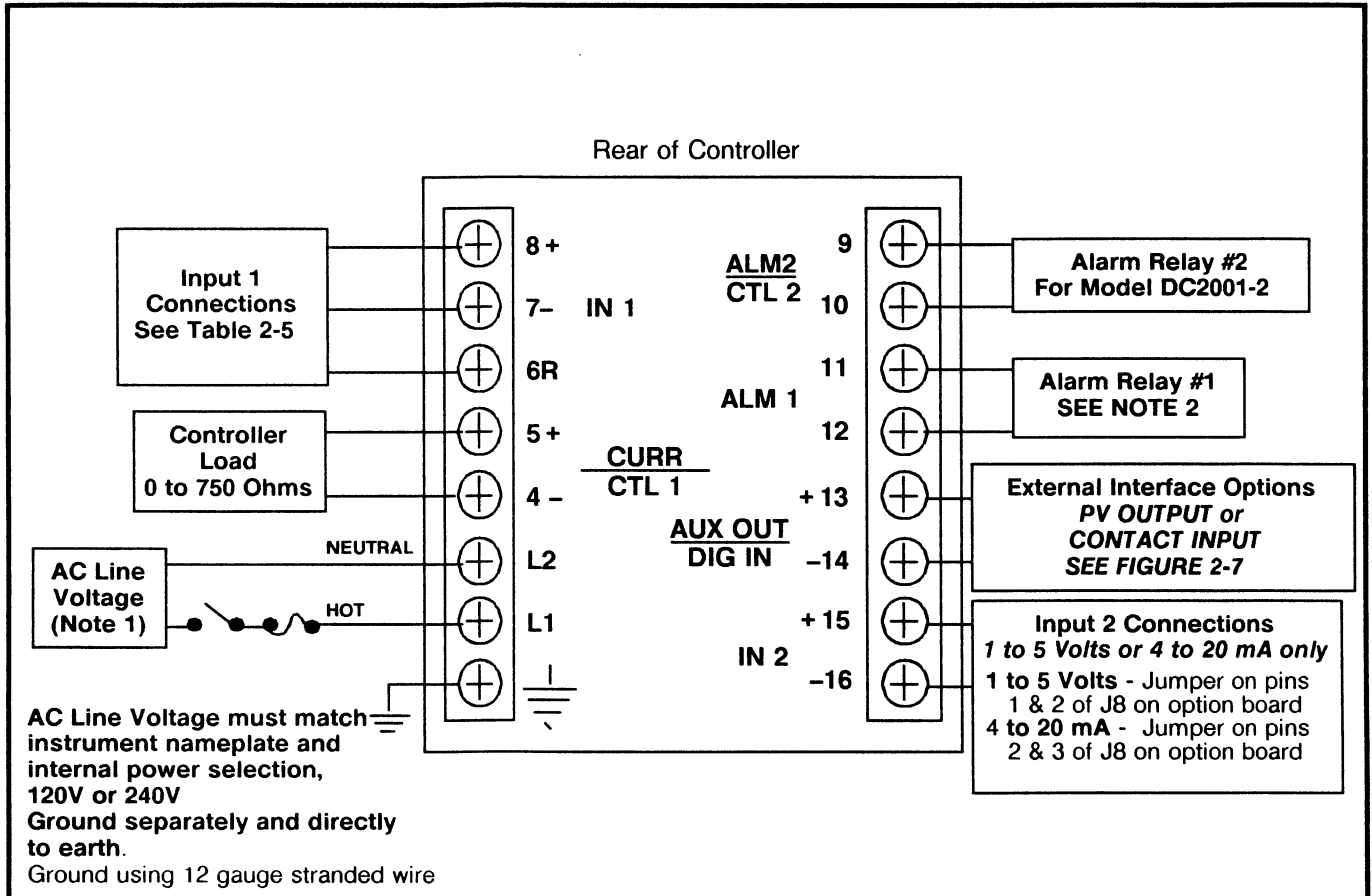 Rear of Controller
Input 1
Connections
See Table 2-5
Controller
Load
0 to 750 Ohms
AC Line
Voltage
(Note 1)
NEUTRAL
HOT
8+
7–
6R
5+
4 –
L2
L1
IN 1
CURR
CTL 1
ALM2
CTL 2
ALM 1
AUX OUT
DIG IN
IN 2
9
10
11
12
+ 13
–14
+ 15
–16
Alarm Relay #2
For Model DC2001-2
Alarm Relay #1
SEE NOTE 2
External Interface Options
PV OUTPUT or
CONTACT INPUT
SEE FIGURE 2-7
Input 2 Connections
1 to 5 Volts or 4 to 20 mA only
1 to 5 Volts - Jumper on pins
1 & 2 of J8 on option board
4 to 20 mA - Jumper on pins
2 & 3 of J8 on option board
AC Line Voltage must match
instrument nameplate and
internal power selection,
120V or 240V
Ground separately and directly
to earth.
Ground using 12 gauge stranded wire